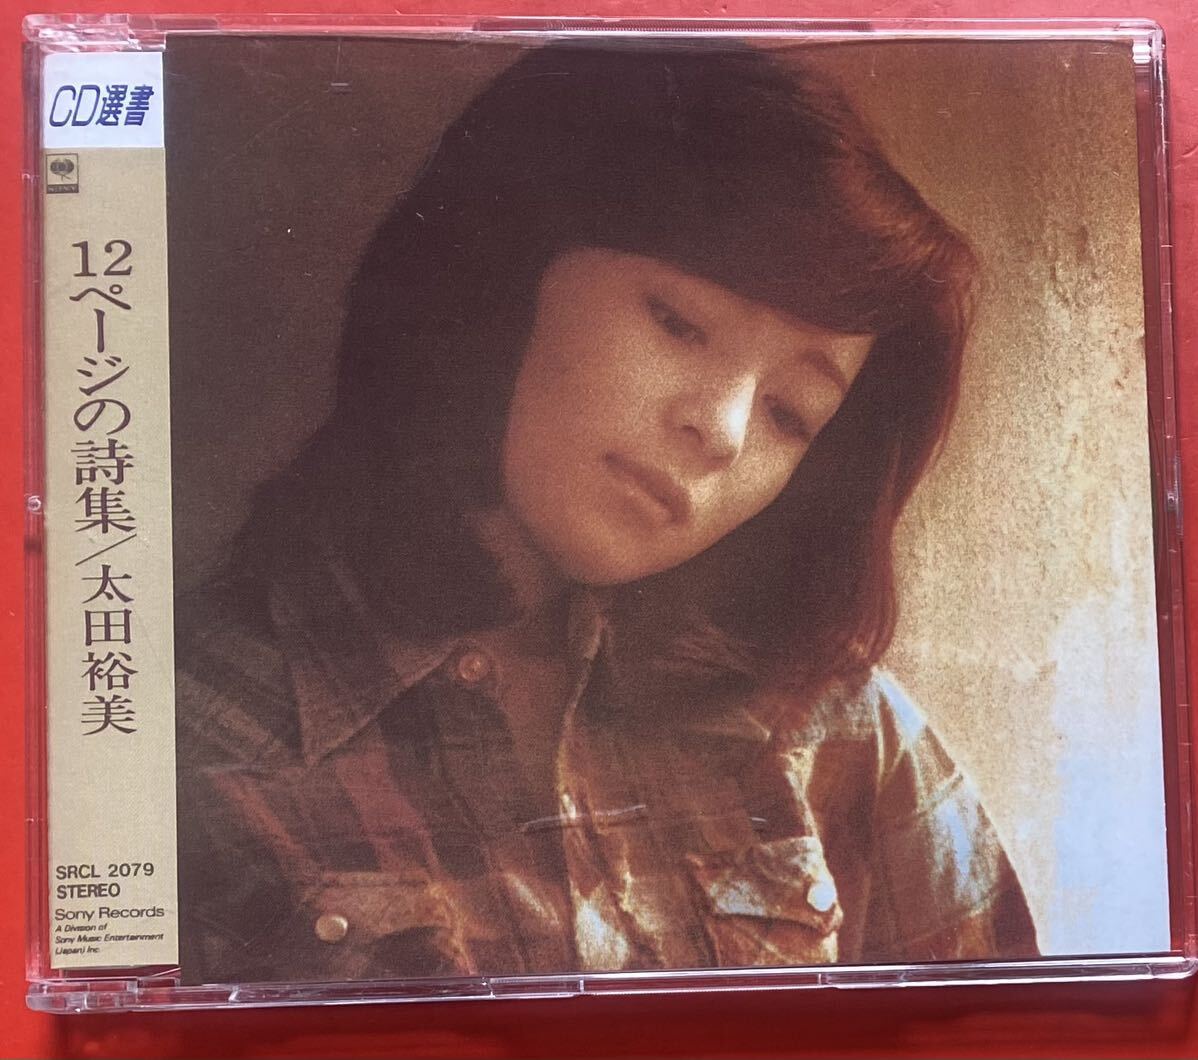 CD選書
SONY
12ページの詩集/太田裕美
SRCL 2079
STEREO
Sony Records
A Division of
Sony Music Entertainment
(Japan) Inc.